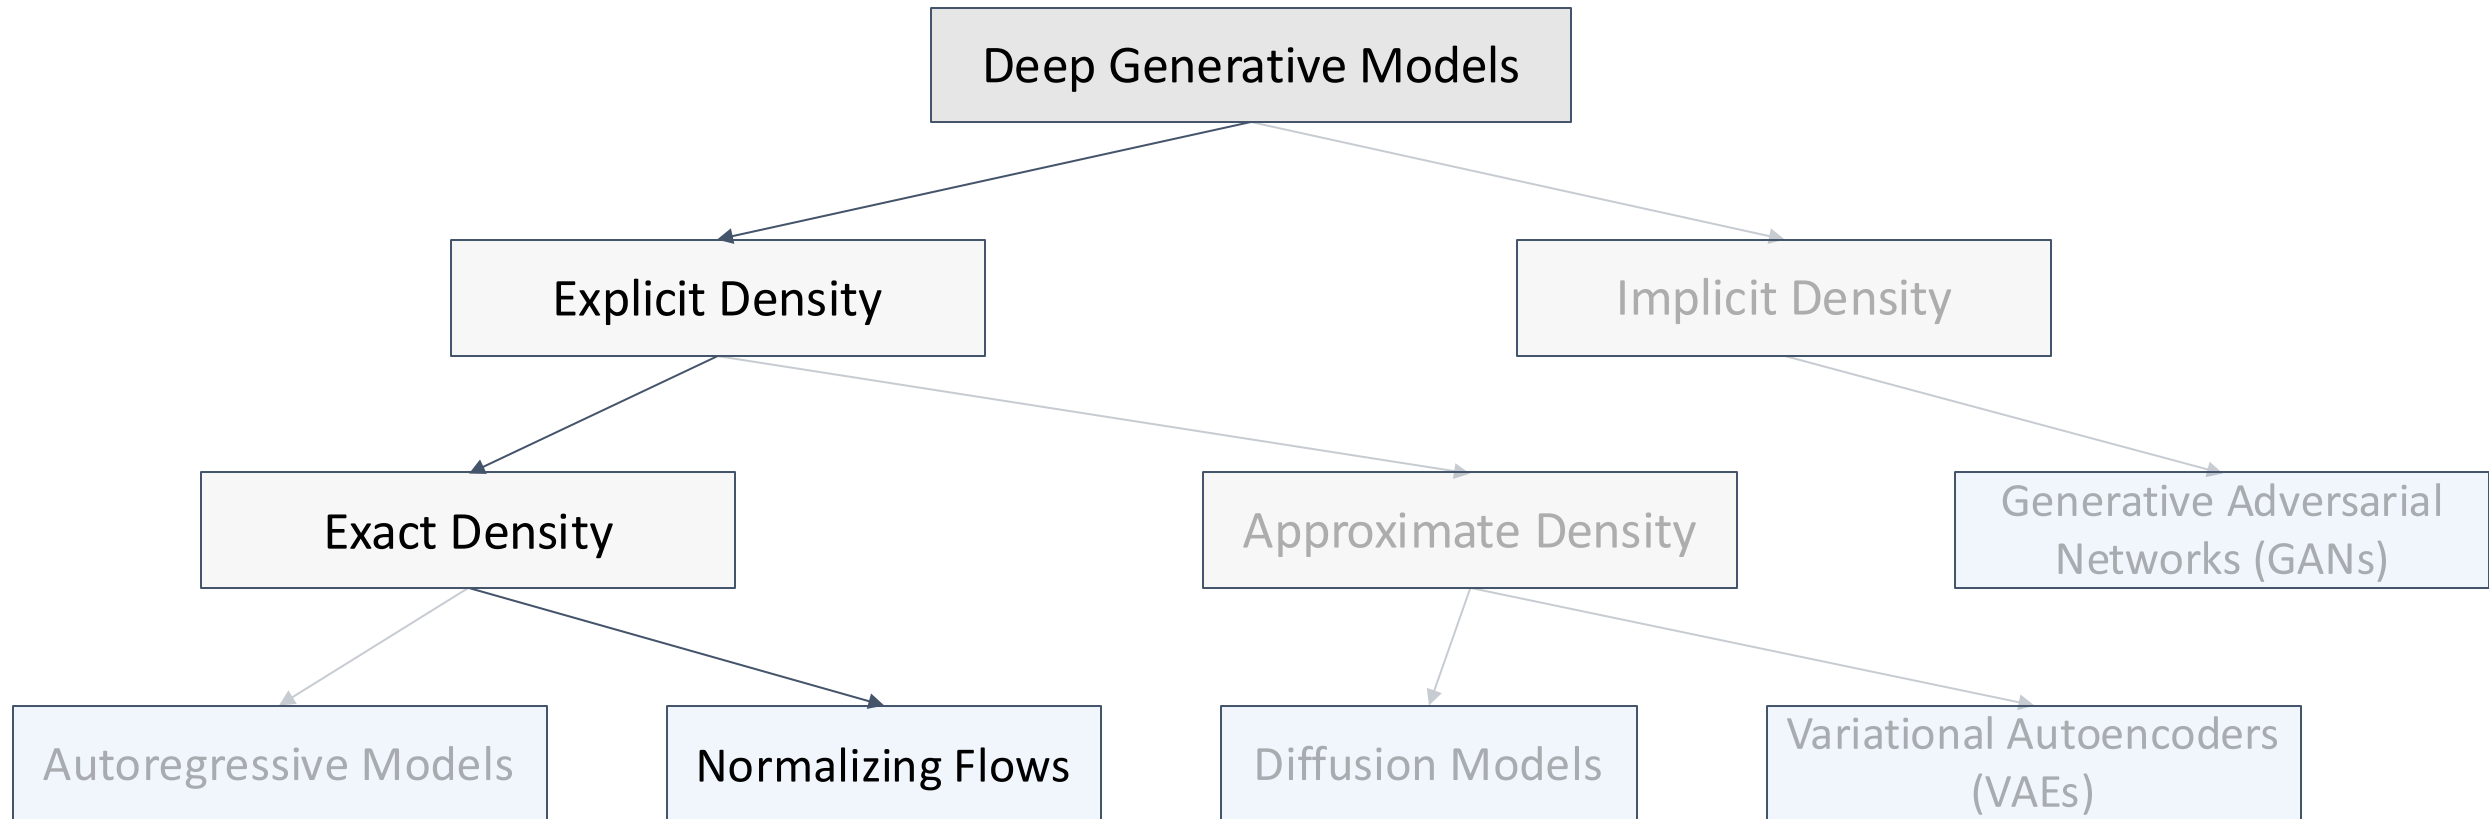 Deep Generative Models
Explicit Density
Implicit Density
Exact Density
Approximate Density
Generative Adversarial
Networks (GANs)
Autoregressive Models
Normalizing Flows
Diffusion Models
Variational Autoencoders
(VAEs)